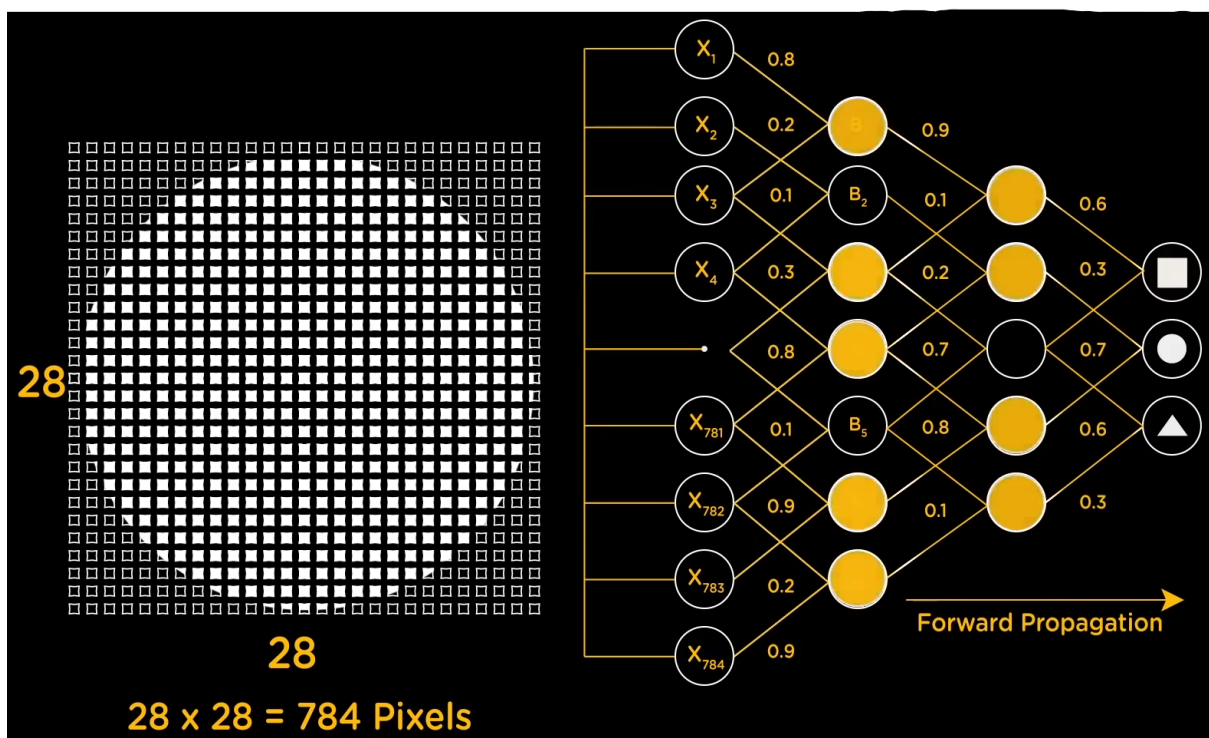 28
28
28 x 28 = 784 Pixels
X1
X2
X3
X4
X781
X782
X783
X784
0.8
0.2
0.1
0.3
0.8
0.1
0.9
0.2
0.9
B
B2
B5
0.9
0.1
0.2
0.7
0.8
0.1
0.6
0.3
0.7
0.6
0.3
Forward Propagation